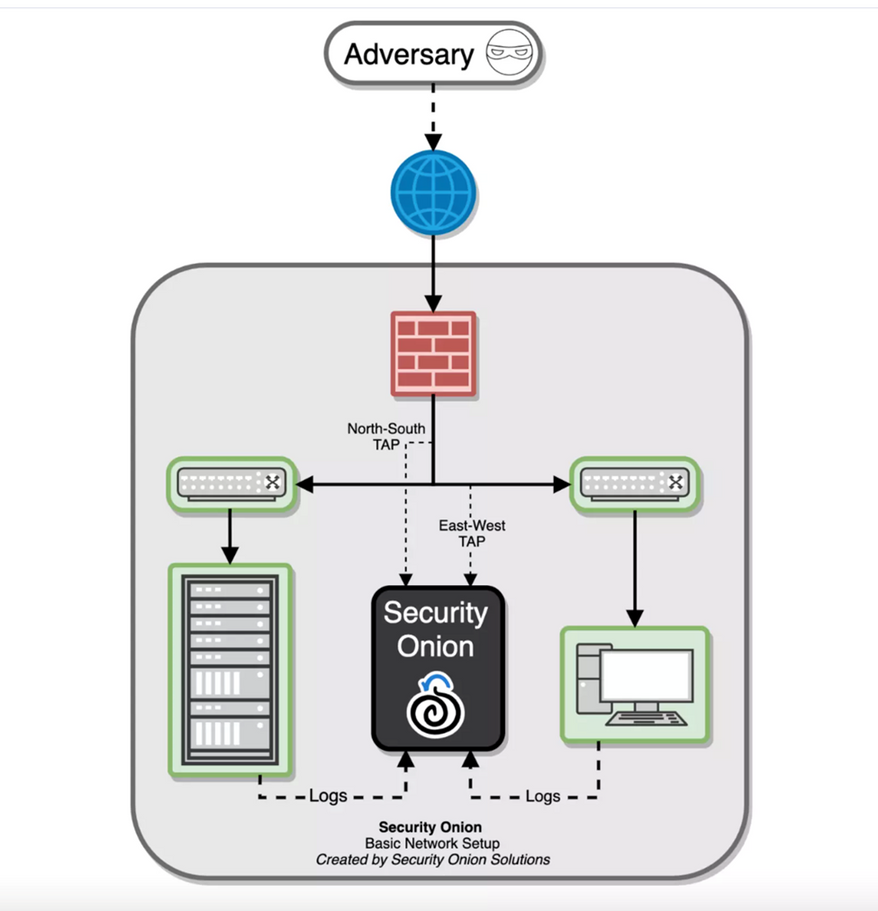 Adversary
North-South
TAP
East-West
TAP
Security
Onion
Logs
Logs
Security Onion
Basic Network Setup
Created by Security Onion Solutions